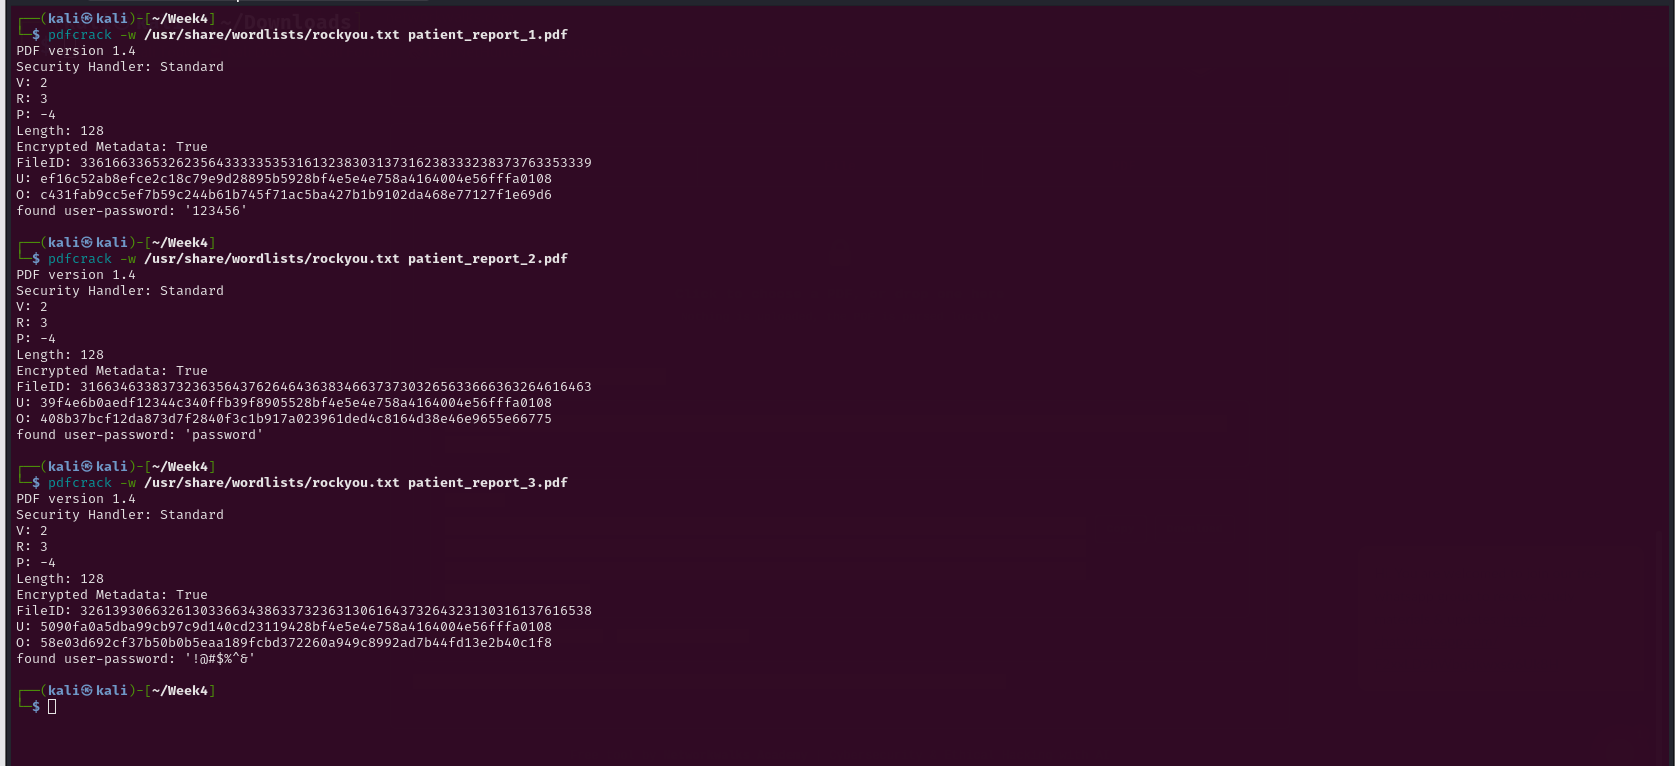 ┌──(kali㉿kali)-[~/Week4]
└─$ pdfcrack -w /usr/share/wordlists/rockyou.txt patient_report_1.pdf
PDF version 1.4
Security Handler: Standard
V: 2
R: 3
P: -4
Length: 128
Encrypted Metadata: True
FileID: 3361663365326235643333353531613238303137316238333238373763353339
U: ef16c52ab8efce2c18c79e9d28895b5928bf4e5e4e758a4164004e56fffa0108
O: c431fab9cc5ef7b59c244b61b745f71ac5ba427b1b9102da468e77127f1e69d6
found user-password: '123456'
┌──(kali㉿kali)-[~/Week4]
└─$ pdfcrack -w /usr/share/wordlists/rockyou.txt patient_report_2.pdf
PDF version 1.4
Security Handler: Standard
V: 2
R: 3
P: -4
Length: 128
Encrypted Metadata: True
FileID: 31663463383732363564376264643638346637373032656336663632646164​63
U: 39f4e6b0aedf12344c340ffb39f8905528bf4e5e4e758a4164004e56fffa0108
O: 408b37bcf12da873d7f2840f3c1b917a023961ded4c8164d38e46e9655e66775
found user-password: 'password'
┌──(kali㉿kali)-[~/Week4]
└─$ pdfcrack -w /usr/share/wordlists/rockyou.txt patient_report_3.pdf
PDF version 1.4
Security Handler: Standard
V: 2
R: 3
P: -4
Length: 128
Encrypted Metadata: True
FileID: 32613930663261303366343863373236313061643732643231303161376165​38
U: 5090fa0a5dba99cb97c9d140cd23119428bf4e5e4e758a4164004e56fffa0108
O: 58e03d692cf37b50b0b5eaa189fcbd372260a949c8992ad7b44fd13e2b40c1f8
found user-password: '!@#$%^&'
┌──(kali㉿kali)-[~/Week4]
└─$